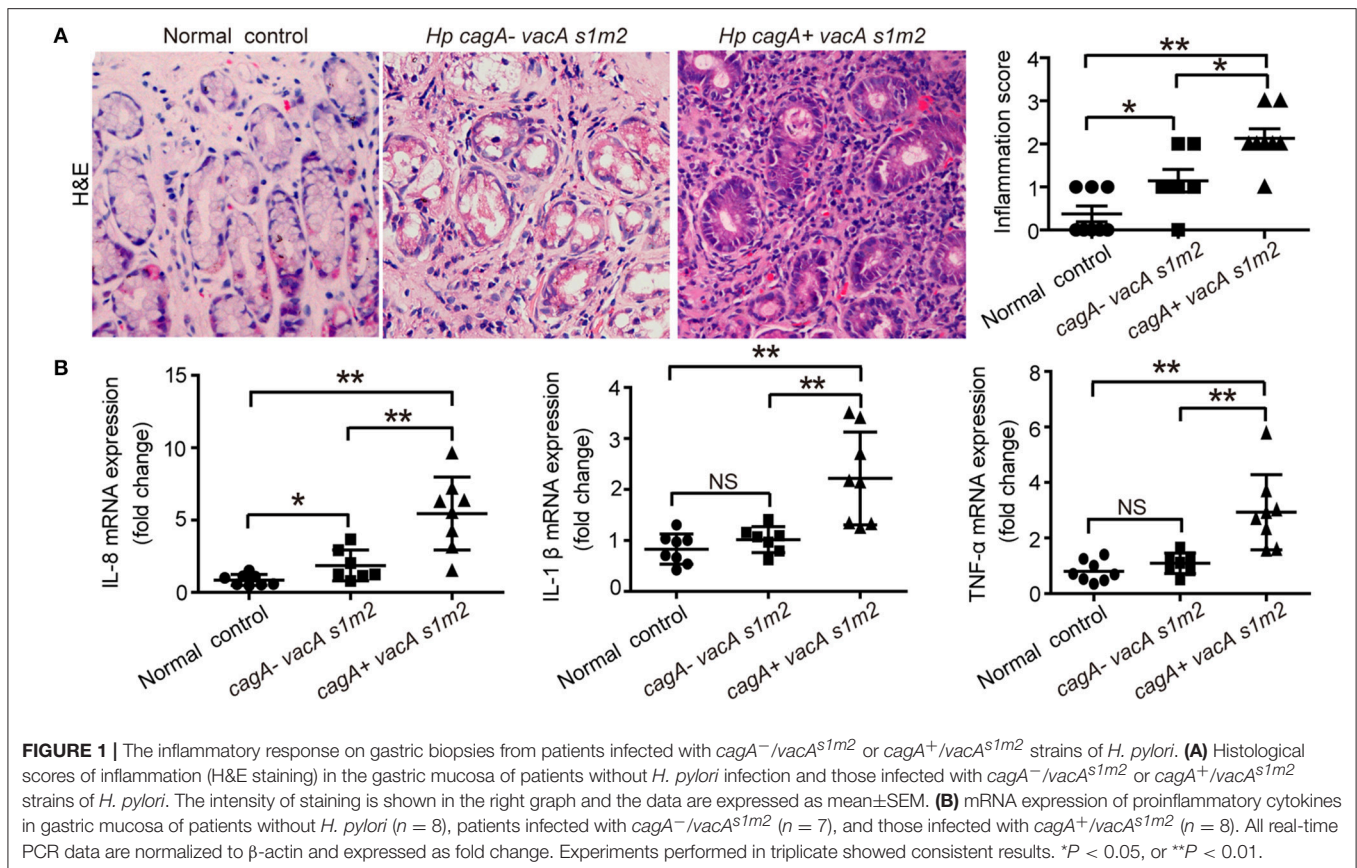 A
Normal control
Hp cagA- vacA s1m2
Hp cagA+ vacA s1m2
H&E
Inflammation score
4
3
2
1
0
*
*
**
Normal control
cagA- vacA s1m2
cagA+ vacA s1m2
B
IL-8 mRNA expression
(fold change)
15
10
5
0
*
**
**
Normal control
cagA- vacA s1m2
cagA+ vacA s1m2
IL-1 β mRNA expression
(fold change)
4
3
2
1
0
NS
**
**
Normal control
cagA- vacA s1m2
cagA+ vacA s1m2
TNF-α mRNA expression
(fold change)
8
6
4
2
0
NS
**
**
Normal control
cagA- vacA s1m2
cagA+ vacA s1m2
FIGURE 1 | The inflammatory response on gastric biopsies from patients infected with cagA−/vacAs1m2 or cagA+/vacAs1m2 strains of H. pylori. (A) Histological
scores of inflammation (H&E staining) in the gastric mucosa of patients without H. pylori infection and those infected with cagA−/vacAs1m2 or cagA+/vacAs1m2
strains of H. pylori. The intensity of staining is shown in the right graph and the data are expressed as mean±SEM. (B) mRNA expression of proinflammatory cytokines
in gastric mucosa of patients without H. pylori (n = 8), patients infected with cagA−/vacAs1m2 (n = 7), and those infected with cagA+/vacAs1m2 (n = 8). All real-time
PCR data are normalized to β-actin and expressed as fold change. Experiments performed in triplicate showed consistent results. *P < 0.05, or **P < 0.01.